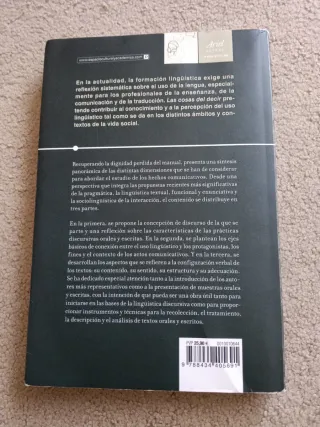 Ariel
En la actualidad, la formación lingüística exige una
reflexión sistemática sobre el uso de la lengua, especial-
mente para los profesionales de la enseñanza, de la
comunicación y de la traducción. Las cosas del decir pre-
tende contribuir al conocimiento y a la percepción del uso
lingüístico tal como se da en los distintos ámbitos y con-
textos de la vida social.
Recuperando la dignidad perdida del manual, presenta una síntesis
panorámica de las distintas dimensiones que se han de considerar
para abordar el estudio de los hechos comunicativos. Desde una
perspectiva que integra las propuestas recientes más significativas
de la pragmática, la lingüística textual, funcional y enunciativa y
la sociolingüística de la interacción, el contenido se distribuye en
tres partes.
En la primera, se propone la concepción de discurso de la que se
parte y una reflexión sobre las características de las prácticas
discursivas orales y escritas. En la segunda, se plantean los ejes
básicos de conexión entre el uso lingüístico y los protagonistas, los
fines y el contexto de los actos comunicativos. Y en la tercera, se
desarrollan los aspectos que se refieren a la configuración verbal de
los textos: su contenido, su sentido, su estructura y su adecuación.
Se ha dedicado especial atención tanto a la introducción de los auto-
res más representativos como a la presentación de muestras orales y
escritas, con la intención de que pueda ser una obra útil tanto para
iniciarse en las bases de la lingüística discursiva como para propor-
cionar instrumentos y técnicas para la recolección, el tratamiento,
la descripción y el análisis de textos orales y escritos.
PVP
9 788434 405691